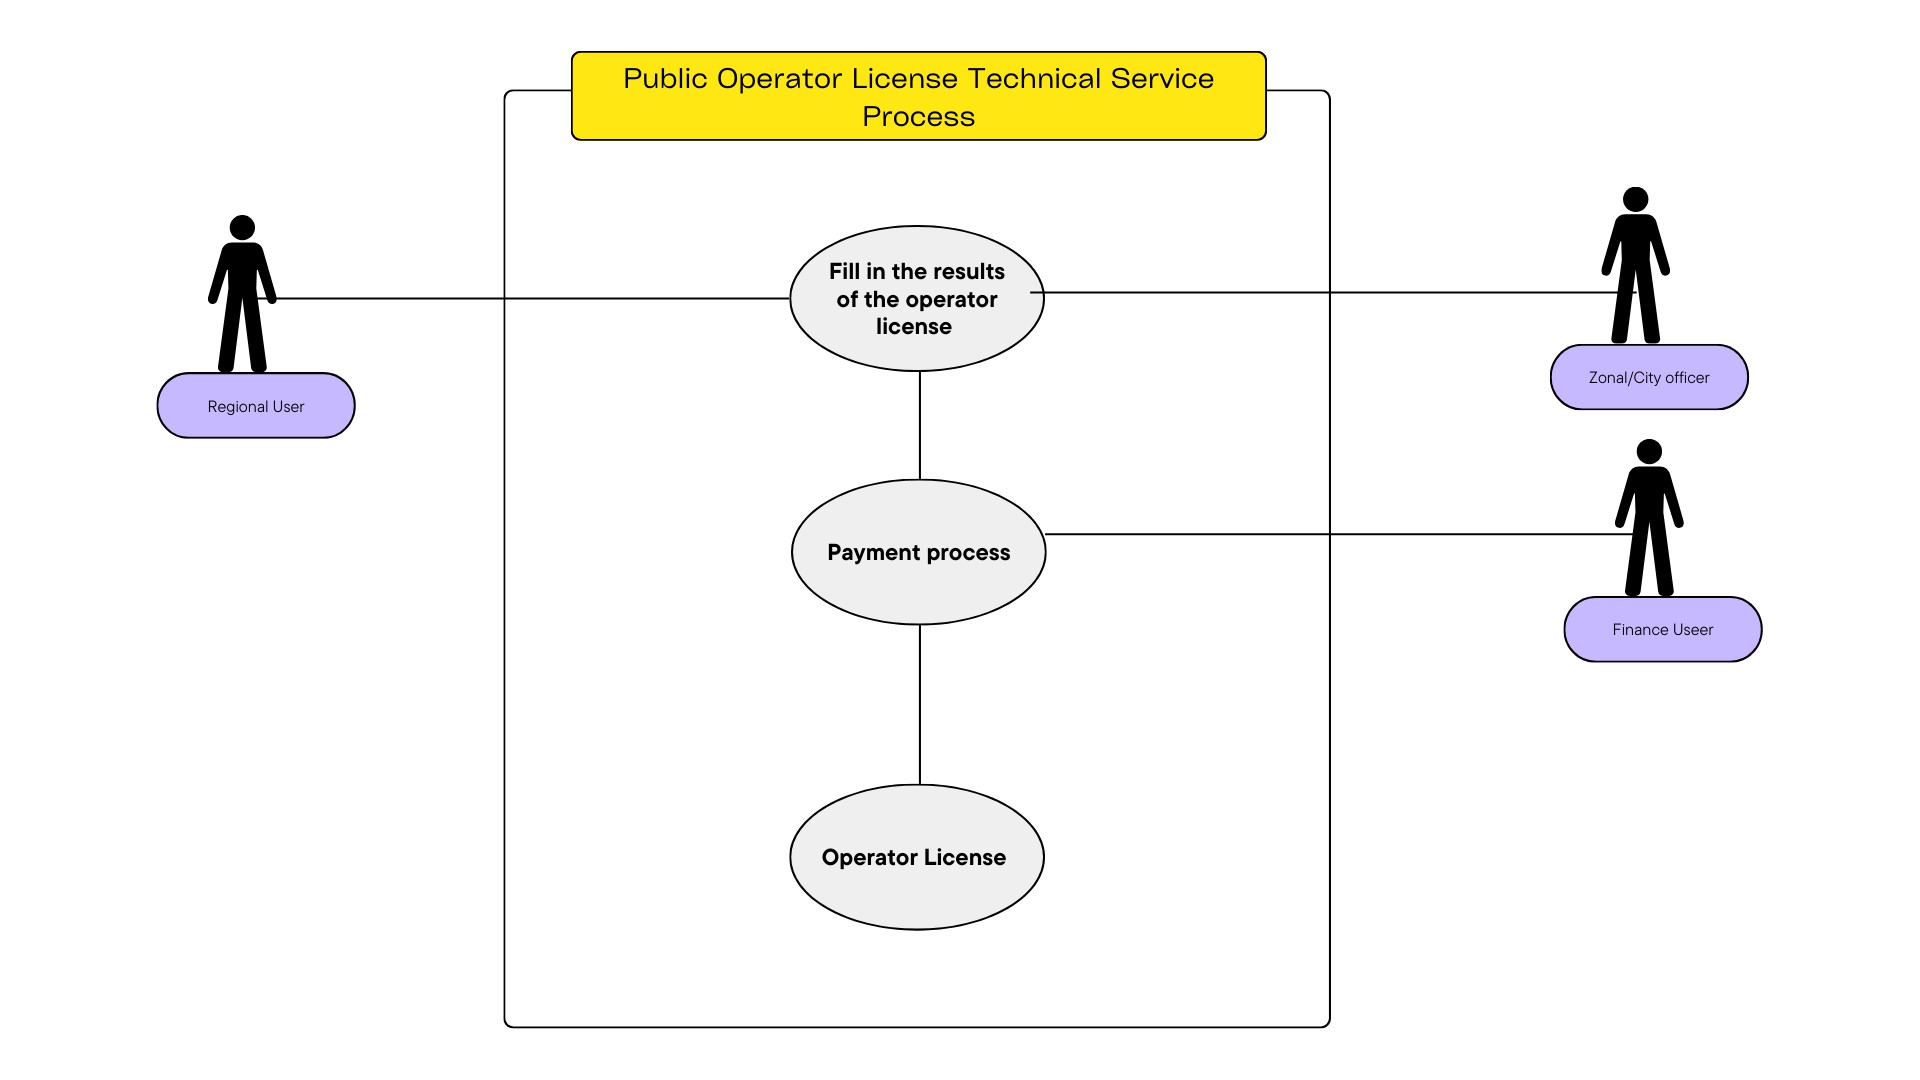 Public Operator License Technical Service
Process
Fill in the results
of the operator
license
Regional User
Zonal/City officer
Payment process
Finance Useer
Operator License